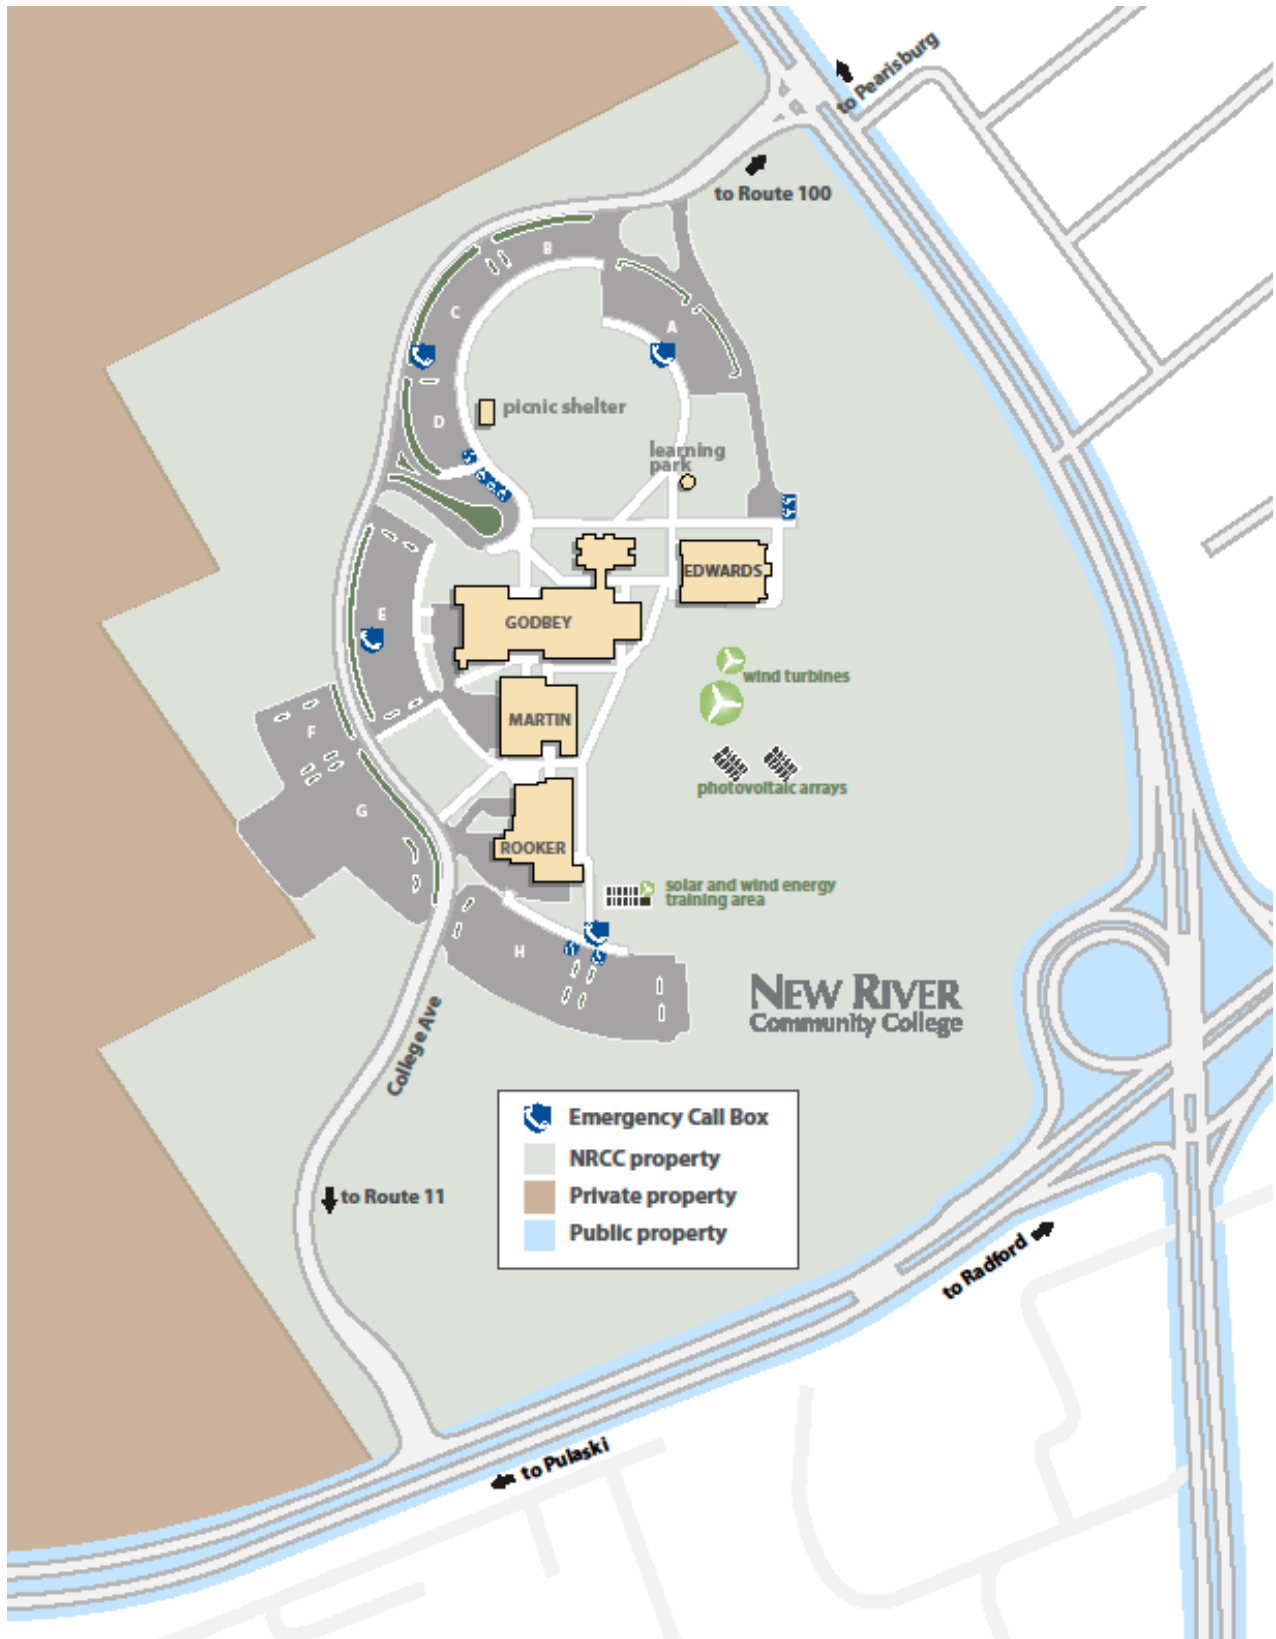 to Pearisburg
to Route 100
B
C
A
D
picnic shelter
learning
park
EDWARDS
E
GODBEY
wind turbines
MARTIN
F
photovoltaic arrays
G
ROOKER
solar and wind energy
training area
H
NEW RIVER
Community College
College Ave
Emergency Call Box
NRCC property
Private property
Public property
to Route 11
to Radford
to Pulaski